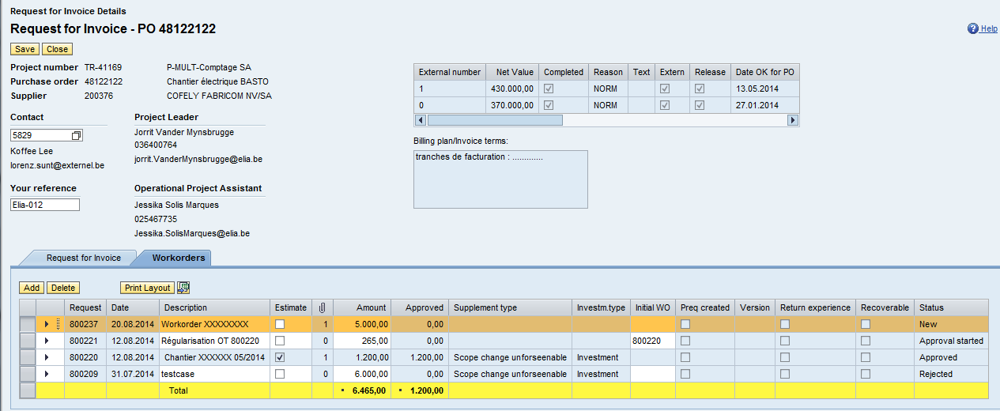 Request for Invoice Details
Request for Invoice - PO 48122122
Help
Save Close
Project number TR-41169 P-MULT-Comptage SA
Purchase order 48122122 Chantier électrique BASTO
Supplier 200376 COFELY FABRICOM NV/SA
Contact
5829
Koffee Lee
lorenz.sunt@externel.be
Project Leader
Jorrit Vander Mynsbrugge
036400764
jorrit.VanderMynsbrugge@elia.be
Your reference
Elia-012
Operational Project Assistant
Jessika Solis Marques
025467735
Jessika.SolisMarques@elia.be
External number Net Value Completed Reason Text Extern Release Date OK for PO
1 430.000,00 NORM 13.05.2014
0 370.000,00 NORM 27.01.2014
Billing plan/Invoice terms:
tranches de facturation : .............
Request for Invoice Workorders
Add Delete Print Layout
Request Date Description Estimate Amount Approved Supplement type Investm.type Initial WO Preq created Version Return experience Recoverable Status
800237 20.08.2014 Workorder XXXXXXXX 1 5.000,00 0,00 New
800221 12.08.2014 Régularisation OT 800220 0 265,00 0,00 800220 Approval started
800220 12.08.2014 Chantier XXXXXX 05/2014 1 1.200,00 1.200,00 Scope change unforseenable Investment Approved
800209 31.07.2014 testcase 0 6.000,00 0,00 Scope change unforseenable Investment Rejected
Total 6.465,00 1.200,00